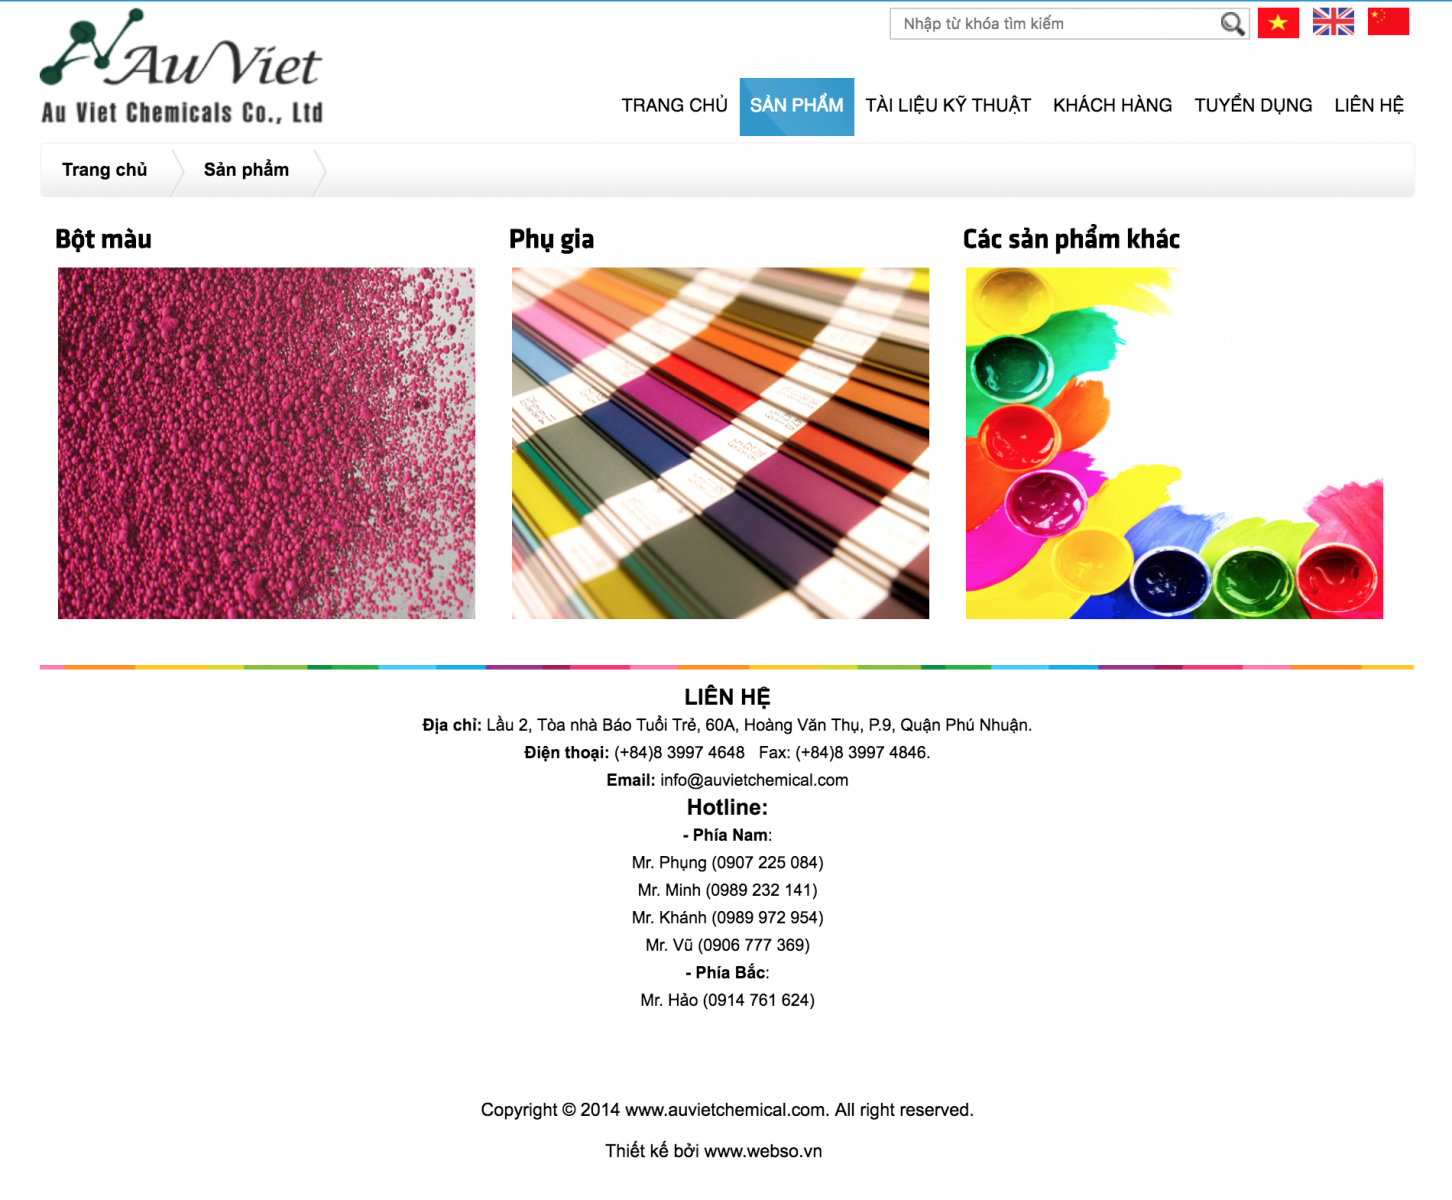 Au Viet
Au Viet Chemicals Co., Ltd
Nhập từ khóa tìm kiếm
TRANG CHỦ SẢN PHẨM TÀI LIỆU KỸ THUẬT KHÁCH HÀNG TUYỂN DỤNG LIÊN HỆ
Trang chủ Sản phẩm
Bột màu Phụ gia Các sản phẩm khác
LIÊN HỆ
Địa chỉ: Lầu 2, Tòa nhà Báo Tuổi Trẻ, 60A, Hoàng Văn Thụ, P.9, Quận Phú Nhuận.
Điện thoại: (+84)8 3997 4648 Fax: (+84)8 3997 4846.
Email: info@auvietchemical.com
Hotline:
- Phía Nam:
Mr. Phụng (0907 225 084)
Mr. Minh (0989 232 141)
Mr. Khánh (0989 972 954)
Mr. Vũ (0906 777 369)
- Phía Bắc:
Mr. Hảo (0914 761 624)
Copyright © 2014 www.auvietchemical.com. All right reserved.
Thiết kế bởi www.webso.vn